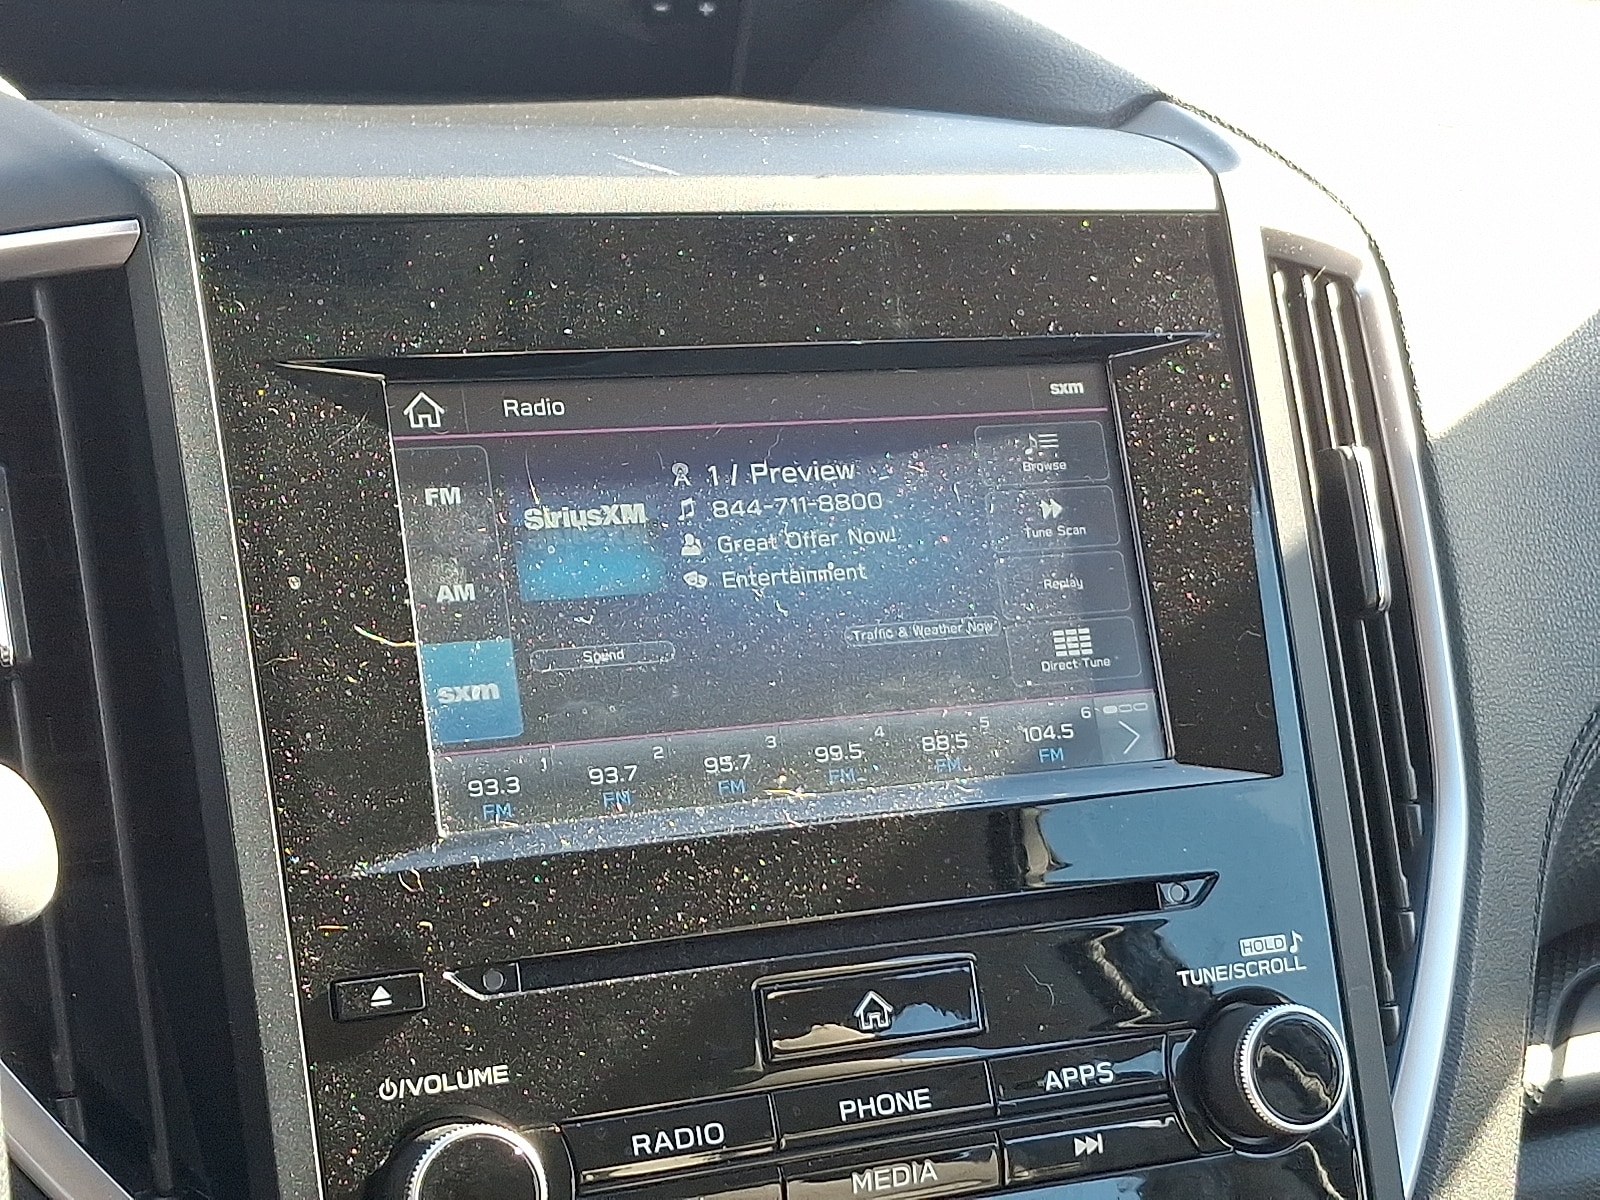 - +
Radio
sxm
FM
AM
sxm
SiriusXM
1 / Preview
844-711-8800
Great Offer Now!
Entertainment
Browse
Tune Scan
Replay
Direct Tune
Sound
Traffic & Weather Now
1 2 3 4 5 6
93.3 93.7 95.7 99.5 88.5 104.5
FM FM FM FM FM FM
HOLD
TUNE/SCROLL
/VOLUME
RADIO
PHONE
APPS
MEDIA